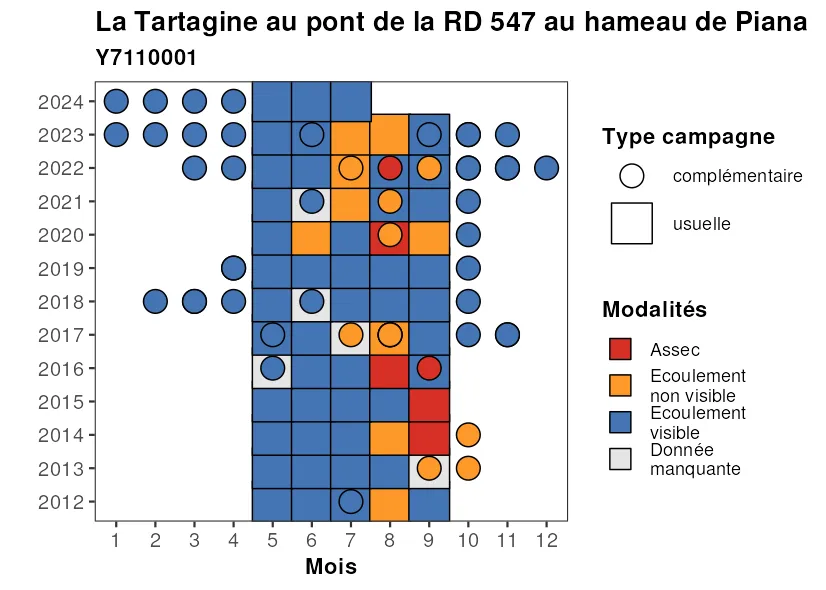 La Tartagine au pont de la RD 547 au hameau de Piana
Y7110001
2024
2023
2022
2021
2020
2019
2018
2017
2016
2015
2014
2013
2012
1 2 3 4 5 6 7 8 9 10 11 12
Mois
Type campagne
complémentaire
usuelle
Modalités
Assec
Ecoulement
non visible
Ecoulement
visible
Donnée
manquante